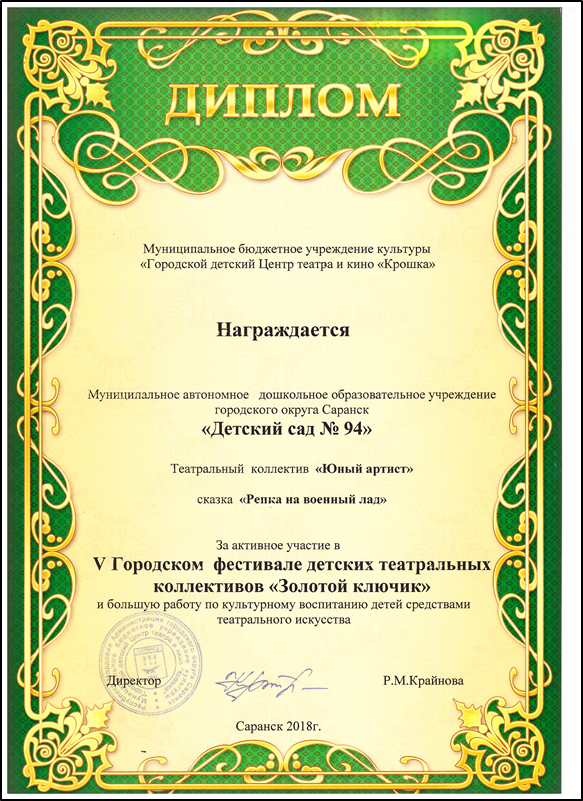 ДИПЛОМ
Муниципальное бюджетное учреждение культуры
«Городской детский Центр театра и кино «Крошка»
Награждается
Муниципальное автономное дошкольное образовательное учреждение
городского округа Саранск
«Детский сад № 94»
Театральный коллектив «Юный артист»
сказка «Репка на военный лад»
За активное участие в
V Городском фестивале детских театральных
коллективов «Золотой ключик»
и большую работу по культурному воспитанию детей средствами
театрального искусства
Директор Р.М.Крайнова
Саранск 2018г.